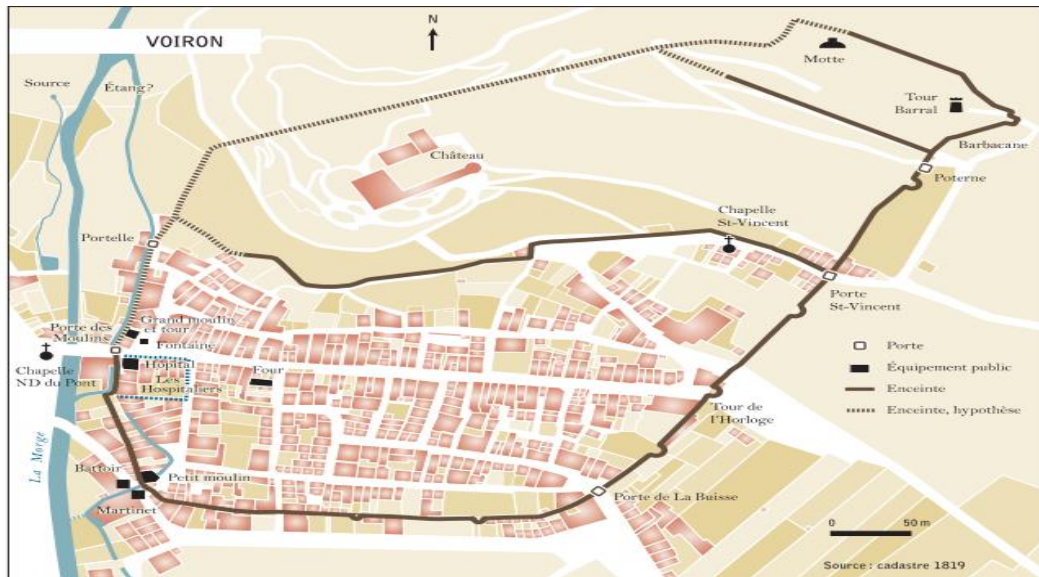 VOIRON
N
Source
Étang?
Motte
Tour
Barral
Barbacane
Poterne
Château
Chapelle
St-Vincent
Portelle
Porte
St-Vincent
Grand moulin
et tour
Porte des
Moulins
Fontaine
Chapelle
ND du Pont
Hôpital
Les
Hospitaliers
Four
Porte
Équipement public
Enceinte
Enceinte, hypothèse
Tour de
l'Horloge
La Morge
Battoir
Petit moulin
Martinet
Porte de La Buisse
0 50 m
Source : cadastre 1819